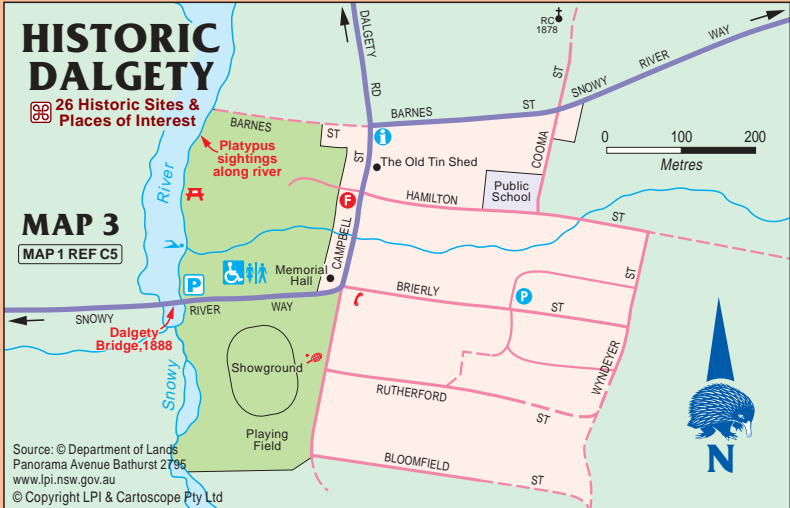 HISTORIC
DALGETY
26 Historic Sites &
Places of Interest
MAP 3
MAP 1 REF C5
DALGETY
RD
RC
1878
SNOWY
RIVER
WAY
BARNES
ST
ST
COOMA
0
100
200
Metres
BARNES
ST
ST
CAMPBELL
Platypus
sightings
along river
i
The Old Tin Shed
Public
School
HAMILTON
ST
River
F
P
Memorial
Hall
BRIERLY
ST
P
ST
WYNDEYER
SNOWY
RIVER
WAY
Dalgety
Bridge,1888
Snowy
Showground
Playing
Field
RUTHERFORD
ST
BLOOMFIELD
ST
N
Source: © Department of Lands
Panorama Avenue Bathurst 2795
www.lpi.nsw.gov.au
© Copyright LPI & Cartoscope Pty Ltd